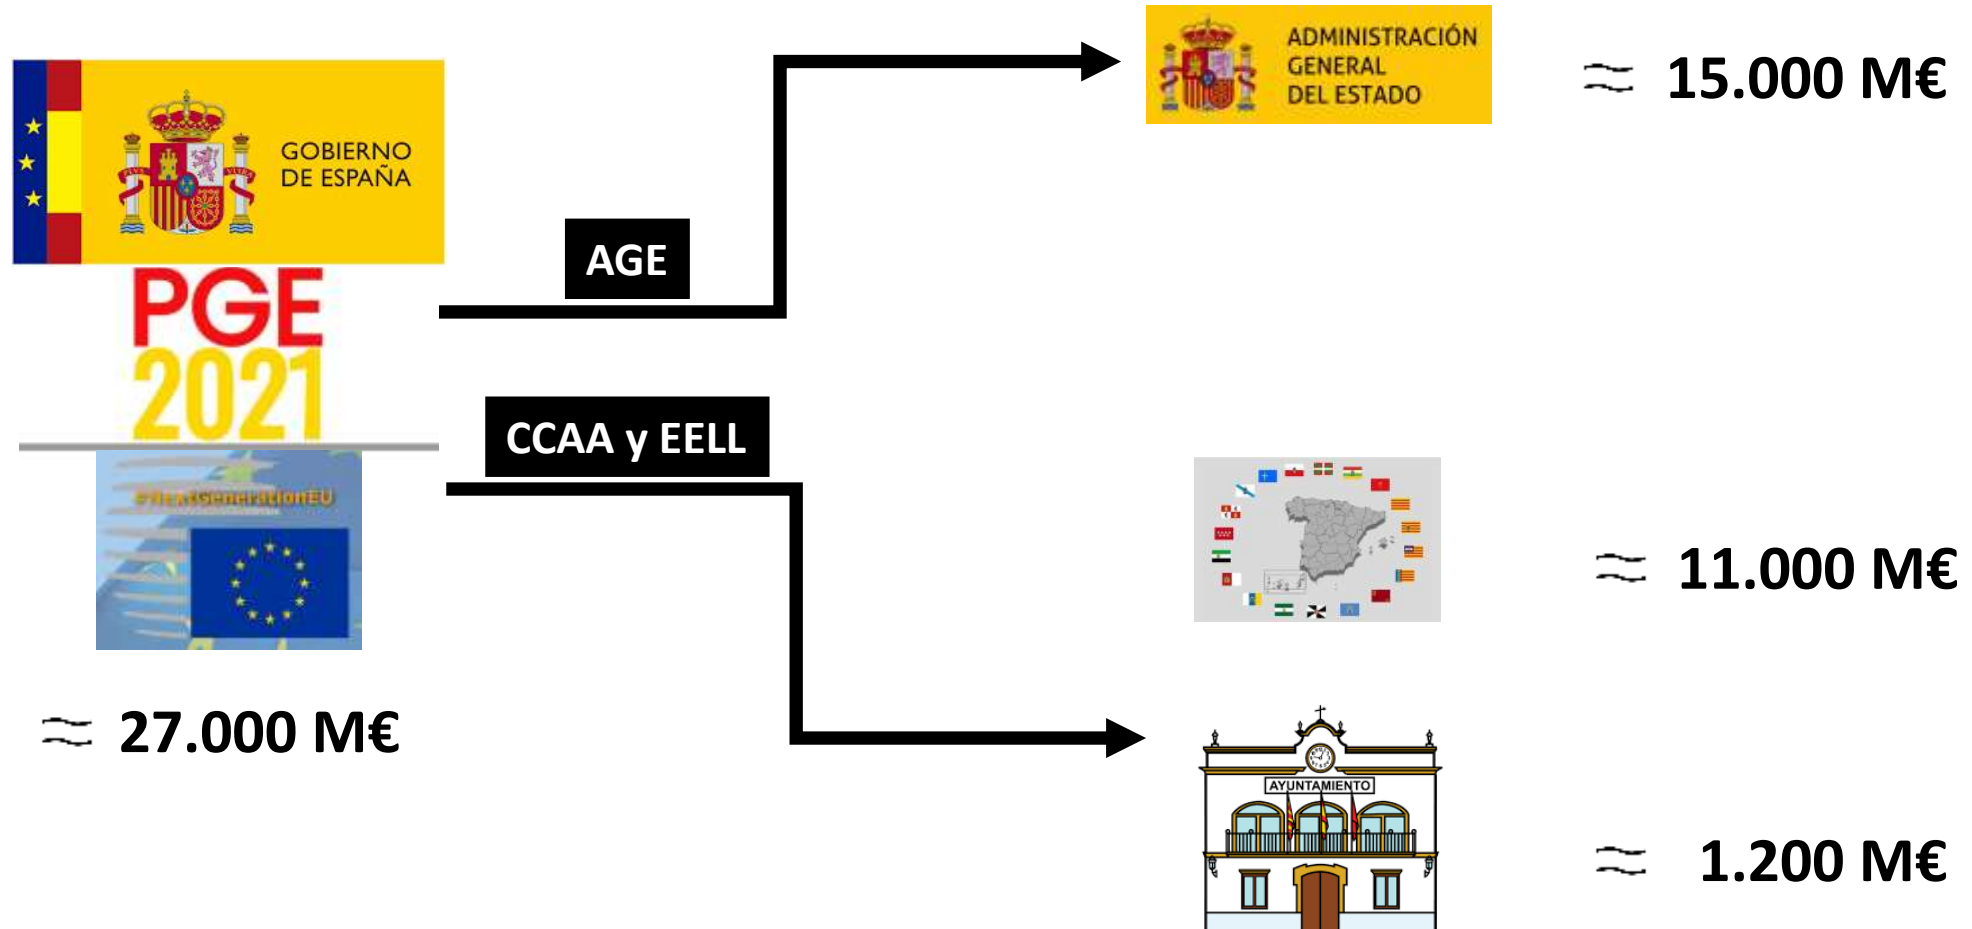 GOBIERNO
DE ESPAÑA
PGE
2021
#NextGenerationEU
≈ 27.000 M€
AGE
CCAA y EELL
ADMINISTRACIÓN
GENERAL
DEL ESTADO
≈ 15.000 M€
≈ 11.000 M€
AYUNTAMIENTO
≈ 1.200 M€